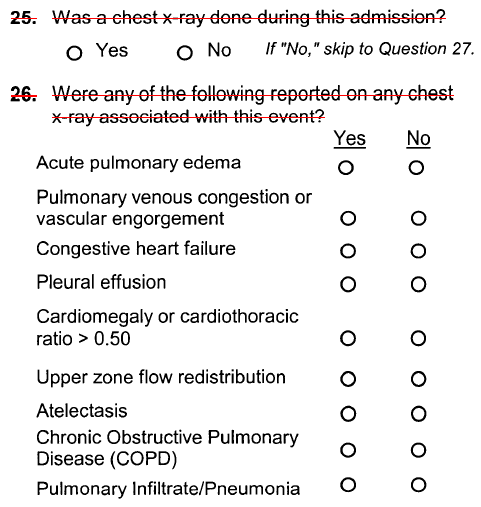 25. Was a chest x-ray done during this admission?
Yes No If "No," skip to Question 27.
26. Were any of the following reported on any chest
x-ray associated with this event?
Yes No
Acute pulmonary edema
Pulmonary venous congestion or
vascular engorgement
Congestive heart failure
Pleural effusion
Cardiomegaly or cardiothoracic
ratio > 0.50
Upper zone flow redistribution
Atelectasis
Chronic Obstructive Pulmonary
Disease (COPD)
Pulmonary Infiltrate/Pneumonia